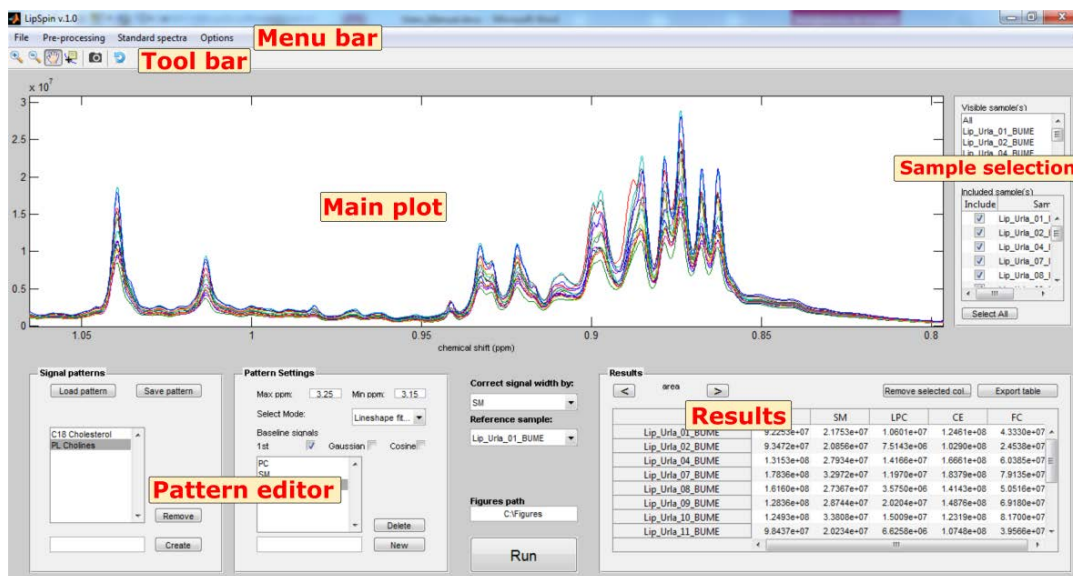 LipSpin v.1.0
File Pre-processing Standard spectra Options
Menu bar
Tool bar
x 10^7
3
2.5
2
1.5
1
0.5
0
1.05 1 0.95 0.9 0.85 0.8
chemical shift (ppm)
Main plot
Visible sample(s)
All
Lip_Urla_01_BUME
Lip_Urla_02_BUME
Lip_Urla_04_BUME
Sample selection
Included sample(s)
Include Sam
Lip_Urla_01_
Lip_Urla_02_
Lip_Urla_04_
Lip_Urla_07_
Lip_Urla_08_
Select All
Signal patterns
Load pattern Save pattern
C18 Cholesterol
PL Cholines
Remove
Create
Pattern editor
Pattern Settings
Max ppm: 3.25 Min ppm: 3.15
Select Mode: Lineshape fit...
Baseline signals
1st Gaussian Cosine
PC
SM
Delete
New
Correct signal width by:
SM
Reference sample:
Lip_Urla_01_BUME
Figures path
C:\Figures
Run
Results
< area > Remove selected col... Export table
Results
SM LPC CE FC
Lip_Urla_01_BUME 9.2253e+07 2.1753e+07 1.0601e+07 1.2461e+08 4.3330e+07
Lip_Urla_02_BUME 9.3472e+07 2.0856e+07 7.5143e+06 1.0290e+08 2.4538e+07
Lip_Urla_04_BUME 1.3153e+08 2.7934e+07 1.4166e+07 1.6661e+08 6.0385e+07
Lip_Urla_07_BUME 1.7836e+08 3.2972e+07 1.1970e+07 1.8379e+08 7.9135e+07
Lip_Urla_08_BUME 1.6160e+08 2.7367e+07 3.5750e+06 1.4143e+08 5.0516e+07
Lip_Urla_09_BUME 1.2836e+08 2.8744e+07 2.0204e+07 1.4876e+08 6.9180e+07
Lip_Urla_10_BUME 1.2493e+08 3.3808e+07 1.5009e+07 1.2319e+08 8.1700e+07
Lip_Urla_11_BUME 9.8437e+07 2.0234e+07 6.6258e+06 1.0748e+08 3.9566e+07